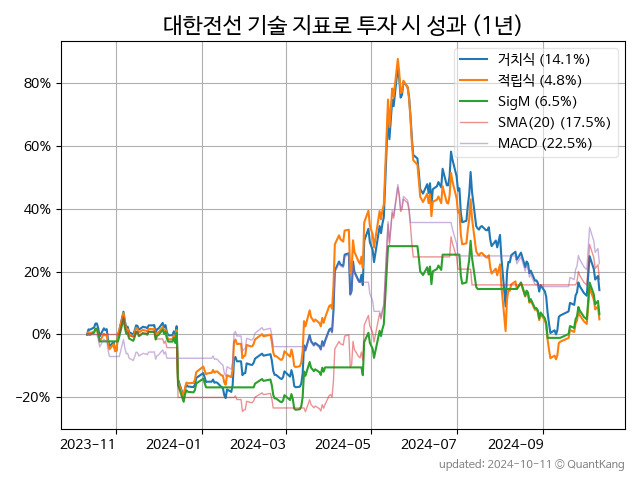 대한전선 기술 지표로 투자 시 성과 (1년)
거치식 (14.1%)
적립식 (4.8%)
SigM (6.5%)
SMA(20) (17.5%)
MACD (22.5%)
80%
60%
40%
20%
0%
−20%
2023-11 2024-01 2024-03 2024-05 2024-07 2024-09
updated: 2024-10-11 © QuantKang